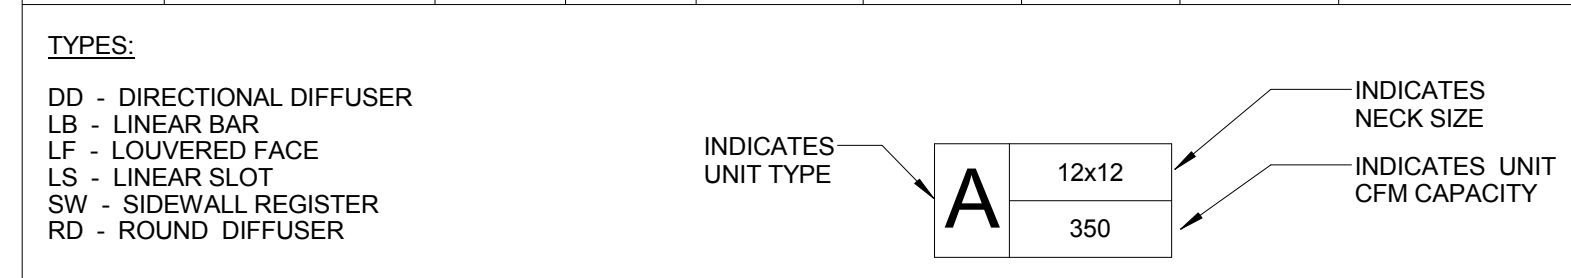 TYPES:
DD - DIRECTIONAL DIFFUSER
LB - LINEAR BAR
LF - LOUVERED FACE
LS - LINEAR SLOT
SW - SIDEWALL REGISTER
RD - ROUND DIFFUSER
INDICATES
UNIT TYPE
A
12x12
350
INDICATES
NECK SIZE
INDICATES UNIT
CFM CAPACITY